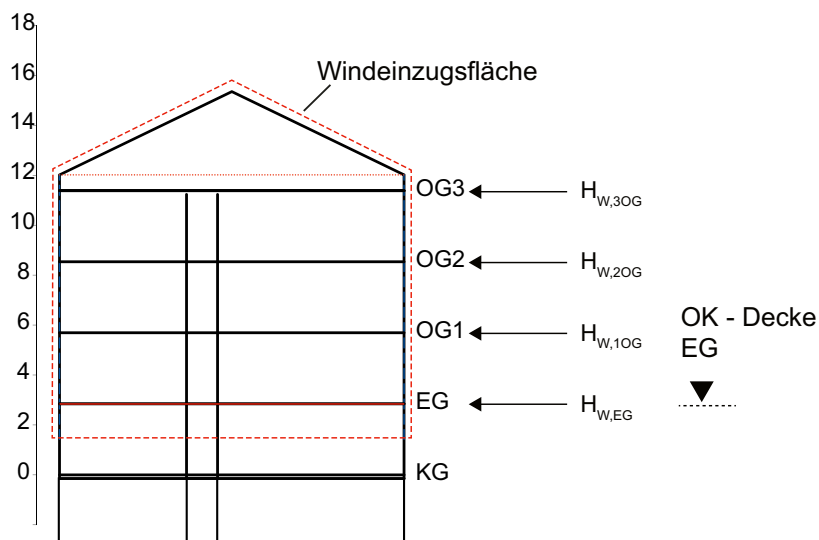 18
16
Windeinzugsfläche
14
12
OG3
H_W,3OG
10
OG2
H_W,2OG
8
6
OG1
H_W,1OG
OK - Decke
EG
4
EG
H_W,EG
2
0
KG